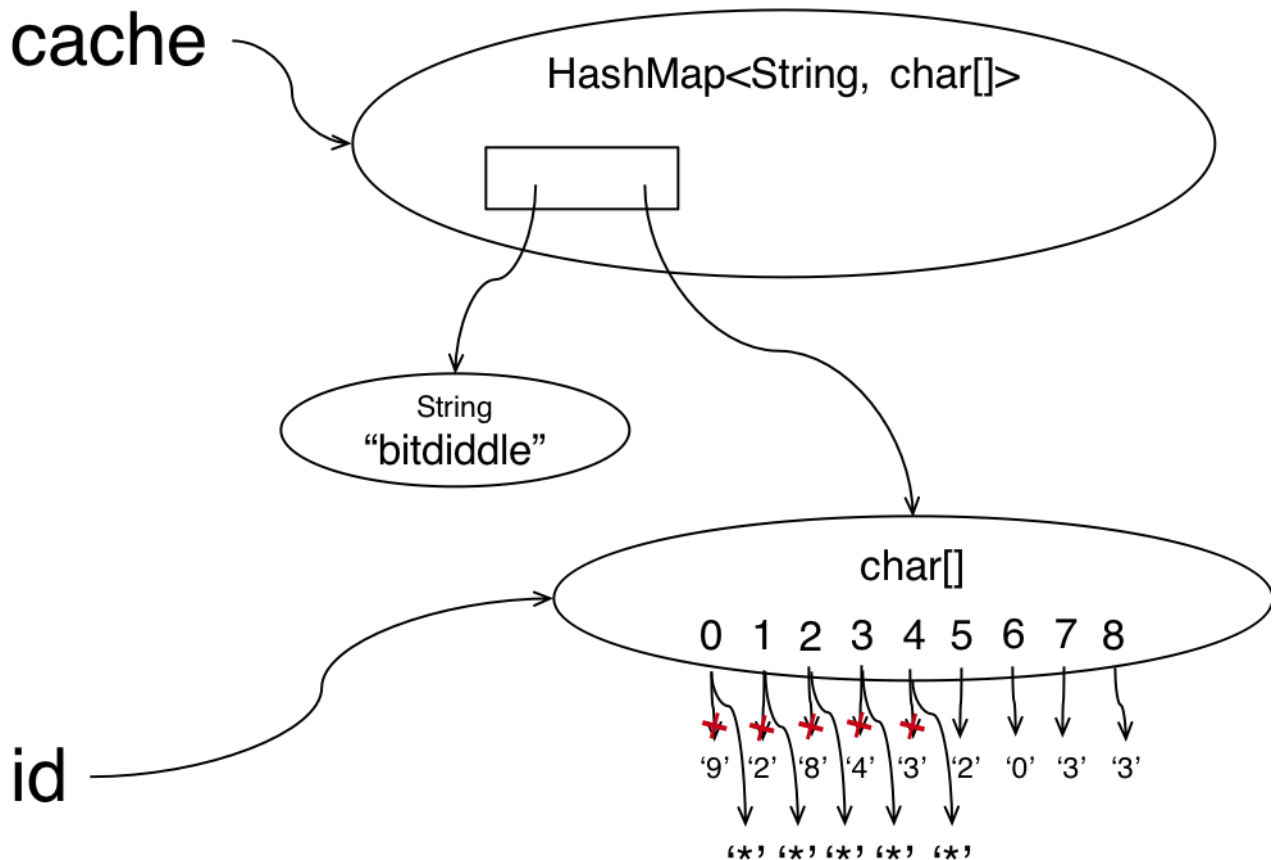 cache
HashMap<String, char[]>
String
“bitdiddle”
char[]
0 1 2 3 4 5 6 7 8
‘9’ ‘2’ ‘8’ ‘4’ ‘3’ ‘2’ ‘0’ ‘3’ ‘3’
id
‘*’ ‘*’ ‘*’ ‘*’ ‘*’